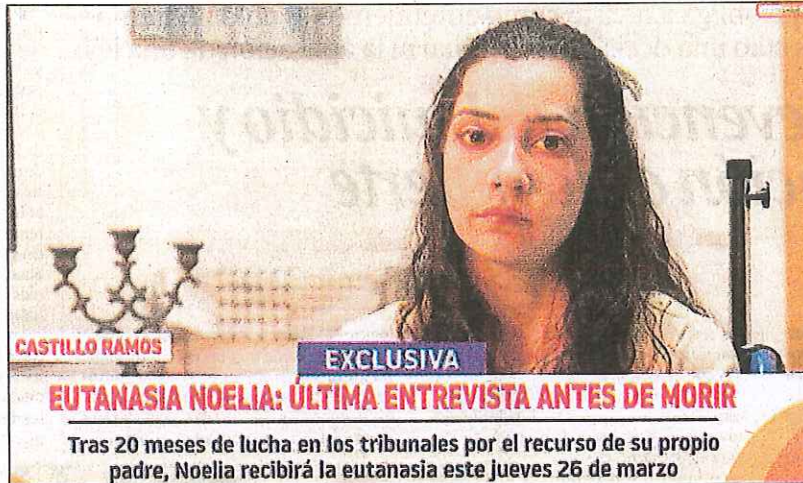 CASTILLO RAMOS
EXCLUSIVA
EUTANASIA NOELIA: ÚLTIMA ENTREVISTA ANTES DE MORIR
Tras 20 meses de lucha en los tribunales por el recurso de su propio
padre, Noelia recibirá la eutanasia este jueves 26 de marzo